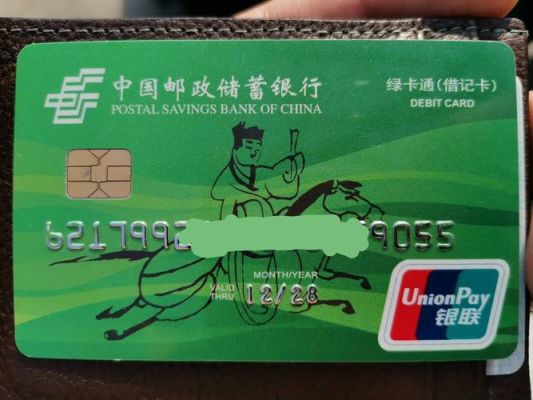 中国邮政储蓄银行
POSTAL SAVINGS BANK OF CHINA
绿卡通(借记卡)
DEBIT CARD
6217992 9055
MONTH/YEAR
VALID THRU 12/28
UnionPay
银联